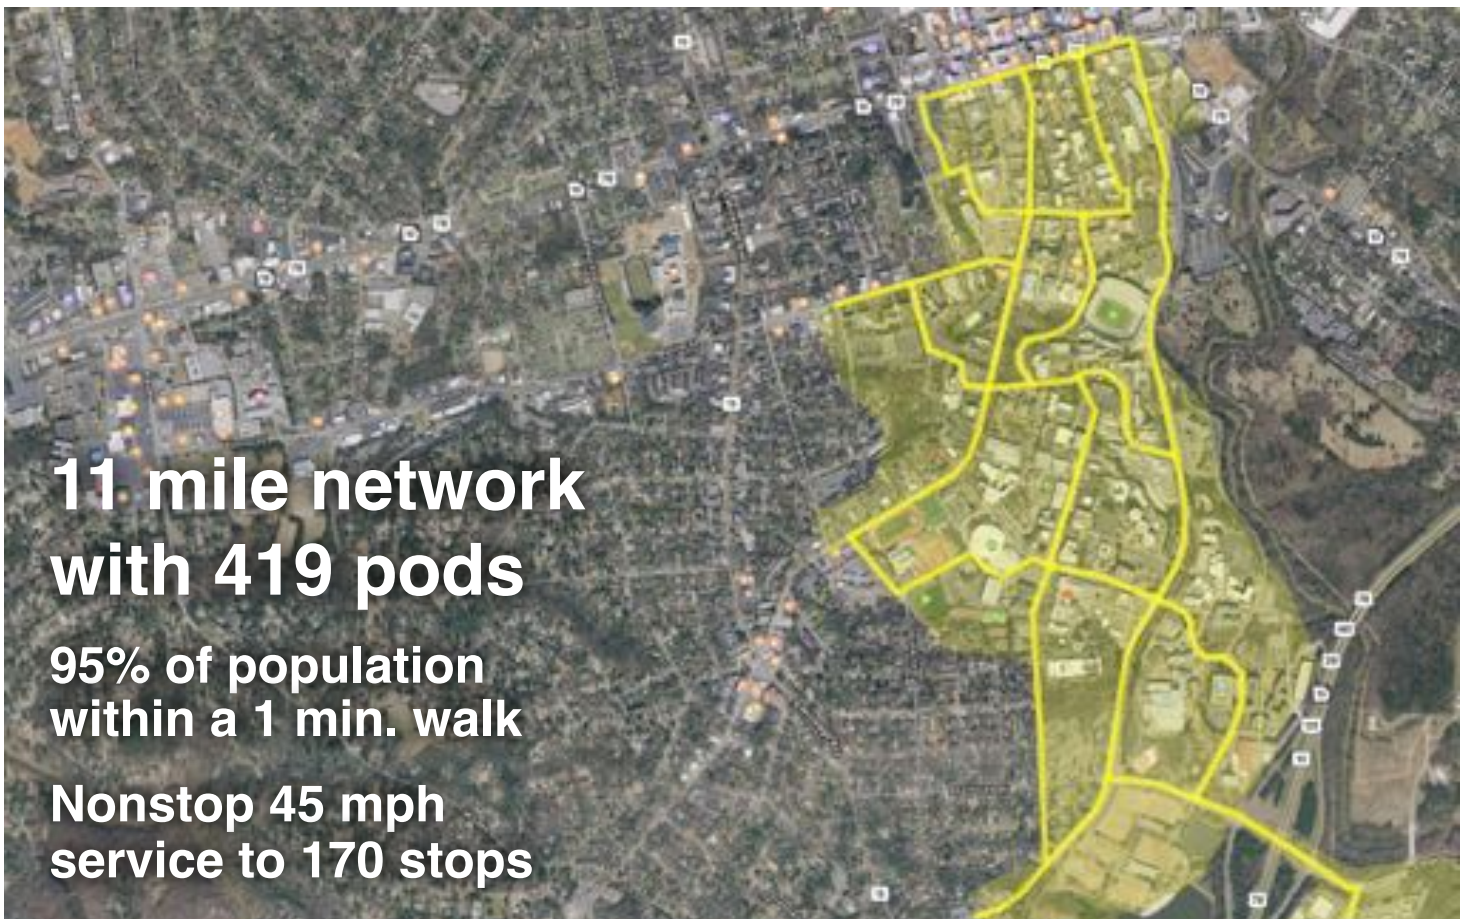 11 mile network
with 419 pods
95% of population
within a 1 min. walk
Nonstop 45 mph
service to 170 stops